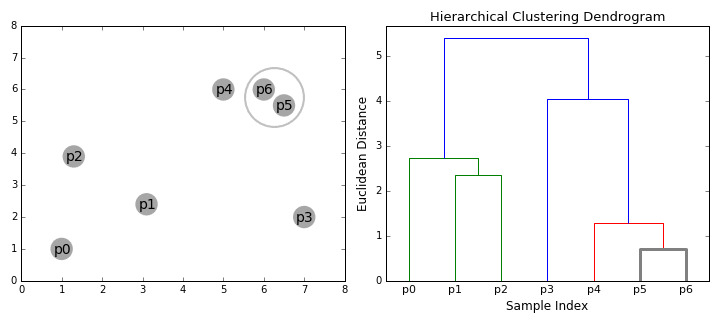 8
7
6
5
4
3
2
1
0
0 1 2 3 4 5 6 7 8
p4
p6
p5
p2
p1
p3
p0
Hierarchical Clustering Dendrogram
Euclidean Distance
5
4
3
2
1
0
p0 p1 p2 p3 p4 p5 p6
Sample Index